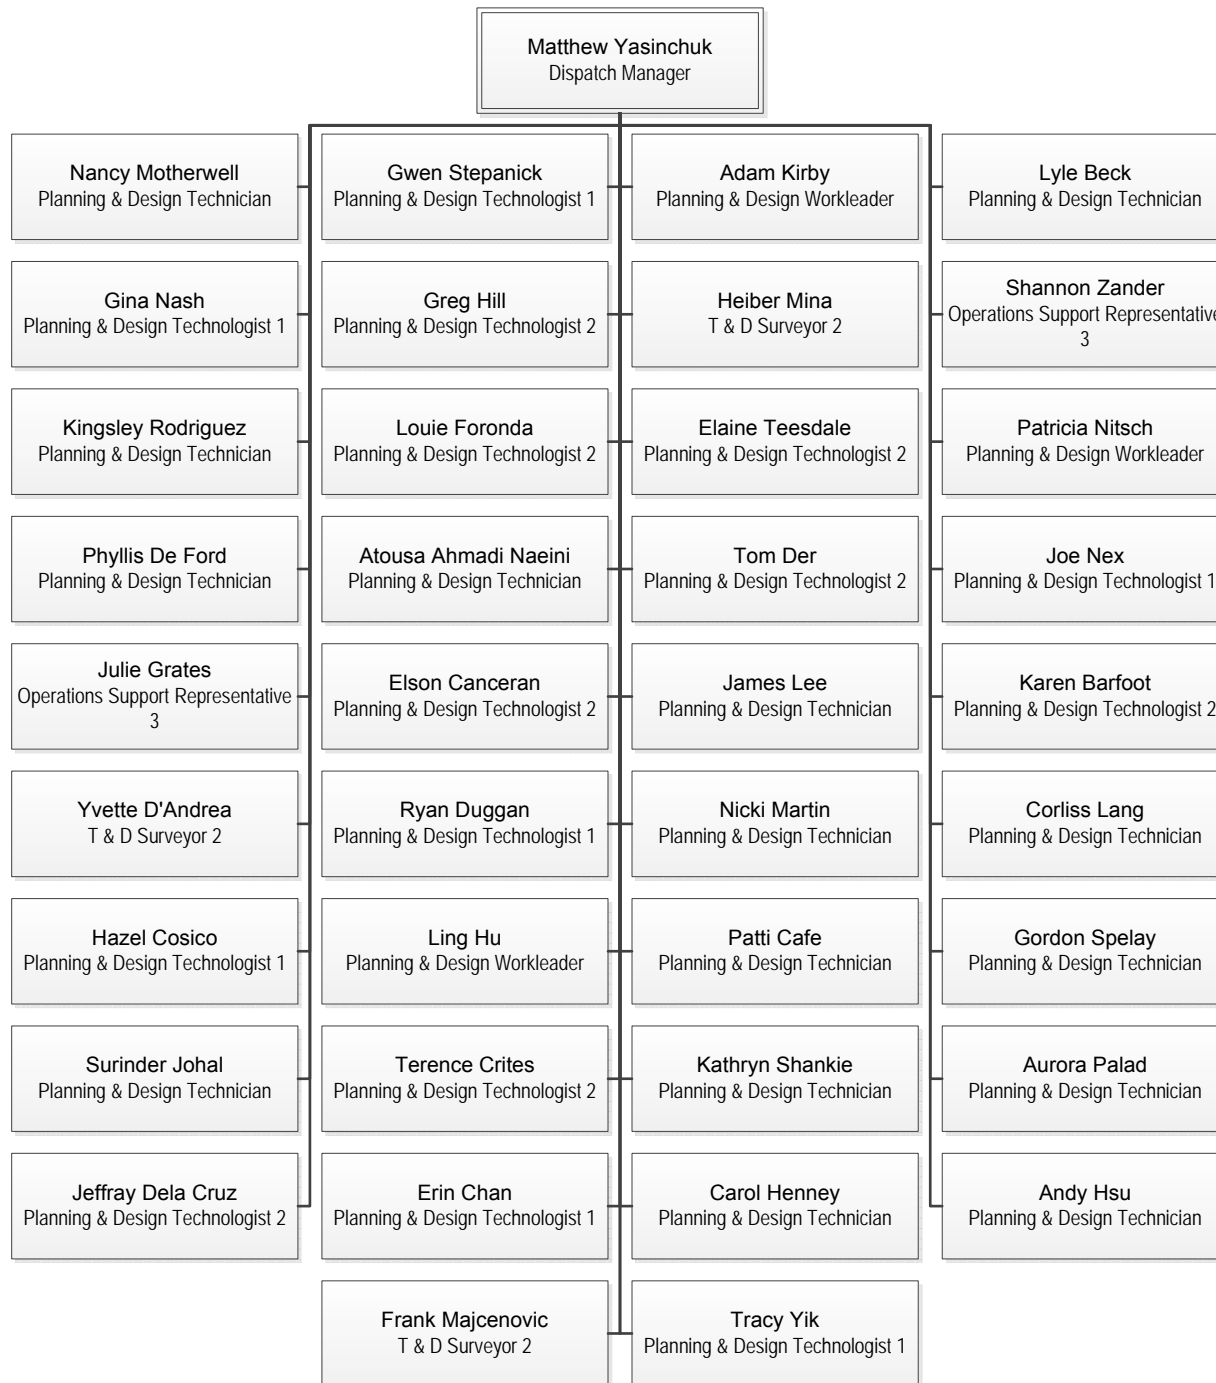 Matthew Yasinchuk
Dispatch Manager
Nancy Motherwell
Planning & Design Technician
Gwen Stepanick
Planning & Design Technologist 1
Adam Kirby
Planning & Design Workleader
Lyle Beck
Planning & Design Technician
Gina Nash
Planning & Design Technologist 1
Greg Hill
Planning & Design Technologist 2
Heiber Mina
T & D Surveyor 2
Shannon Zander
Operations Support Representative
3
Kingsley Rodriguez
Planning & Design Technician
Louie Foronda
Planning & Design Technologist 2
Elaine Teesdale
Planning & Design Technologist 2
Patricia Nitsch
Planning & Design Workleader
Phyllis De Ford
Planning & Design Technician
Atousa Ahmadi Naeini
Planning & Design Technician
Tom Der
Planning & Design Technologist 2
Joe Nex
Planning & Design Technologist 1
Julie Grates
Operations Support Representative
3
Elson Canceran
Planning & Design Technologist 2
James Lee
Planning & Design Technician
Karen Barfoot
Planning & Design Technologist 2
Yvette D'Andrea
T & D Surveyor 2
Ryan Duggan
Planning & Design Technologist 1
Nicki Martin
Planning & Design Technician
Corliss Lang
Planning & Design Technician
Hazel Cosico
Planning & Design Technologist 1
Ling Hu
Planning & Design Workleader
Patti Cafe
Planning & Design Technician
Gordon Spelay
Planning & Design Technician
Surinder Johal
Planning & Design Technician
Terence Crites
Planning & Design Technologist 2
Kathryn Shankie
Planning & Design Technician
Aurora Palad
Planning & Design Technician
Jeffray Dela Cruz
Planning & Design Technologist 2
Erin Chan
Planning & Design Technologist 1
Carol Henney
Planning & Design Technician
Andy Hsu
Planning & Design Technician
Frank Majcenovic
T & D Surveyor 2
Tracy Yik
Planning & Design Technologist 1